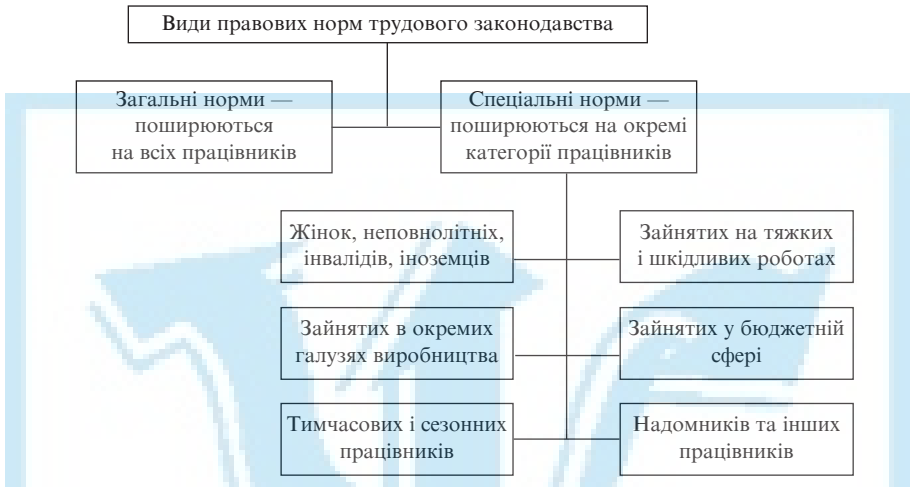 Види правових норм трудового законодавства
Загальні норми —
поширюються
на всіх працівників
Спеціальні норми —
поширюються на окремі
категорії працівників
Жінок, неповнолітніх,
інвалідів, іноземців
Зайнятих на тяжких
і шкідливих роботах
Зайнятих в окремих
галузях виробництва
Зайнятих у бюджетній
сфері
Тимчасових і сезонних
працівників
Надомників та інших
працівників